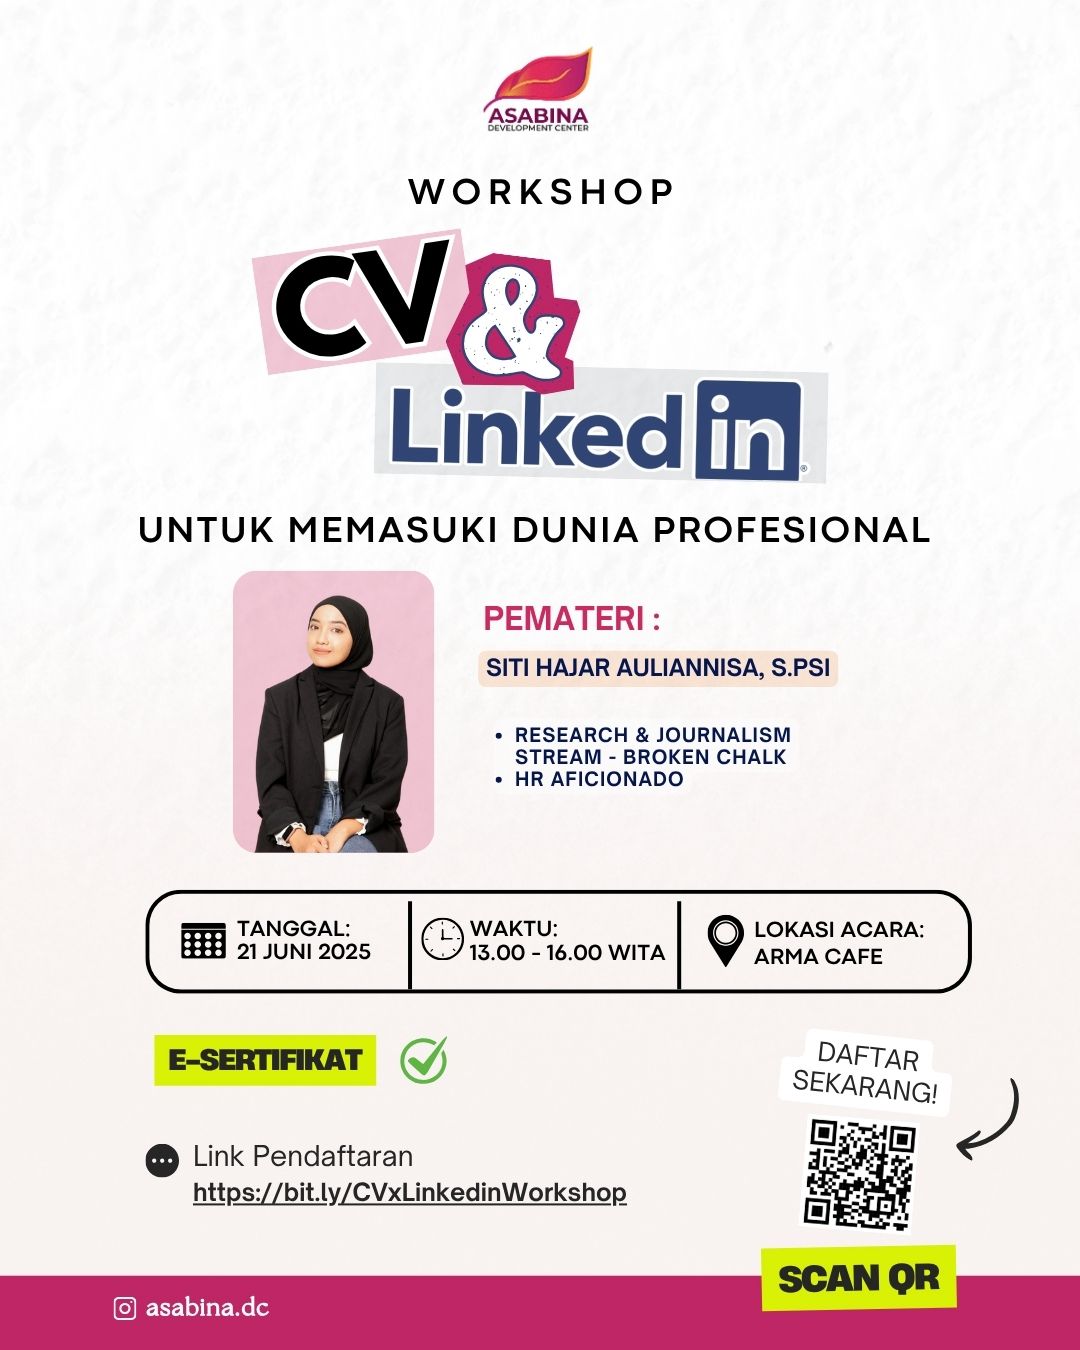 ASABINA
DEVELOPMENT CENTER
WORKSHOP
CV
&
Linkedin®
UNTUK MEMASUKI DUNIA PROFESIONAL
PEMATERI :
SITI HAJAR AULIANNISA, S.PSI
• RESEARCH & JOURNALISM
STREAM - BROKEN CHALK
• HR AFICIONADO
TANGGAL:
21 JUNI 2025
WAKTU:
13.00 - 16.00 WITA
LOKASI ACARA:
ARMA CAFE
E-SERTIFIKAT
DAFTAR
SEKARANG!
Link Pendaftaran
https://bit.ly/CVxLinkedinWorkshop
SCAN QR
asabina.dc